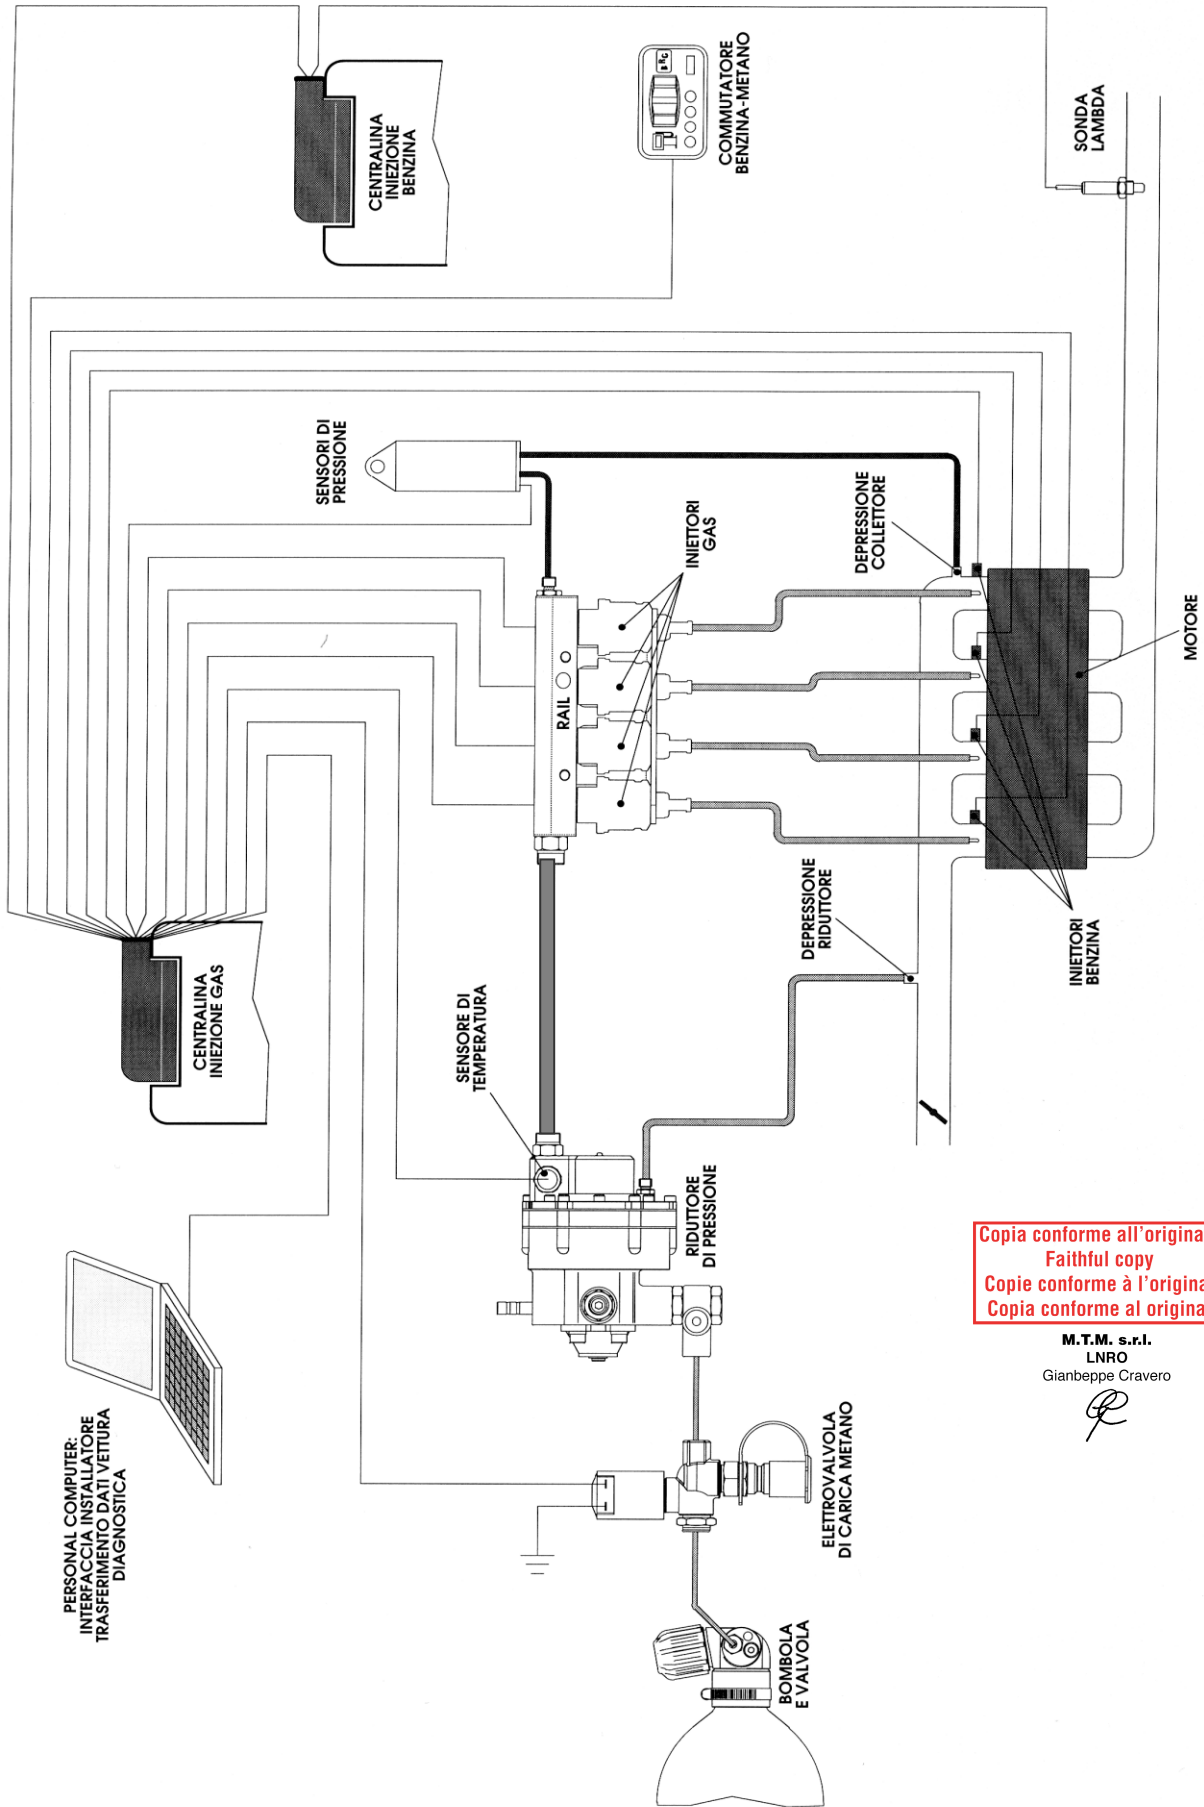 CENTRALINA
INIEZIONE
BENZINA
BRC
COMMUTATORE
BENZINA-METANO
SONDA
LAMBDA
SENSORI DI
PRESSIONE
INIETTORI
GAS
DEPRESSIONE
COLLETTORE
RAIL
MOTORE
CENTRALINA
INIEZIONE GAS
SENSORE DI
TEMPERATURA
DEPRESSIONE
RIDUTTORE
INIETTORI
BENZINA
RIDUTTORE
DI PRESSIONE
PERSONAL COMPUTER:
INTERFACCIA INSTALLATORE
TRASFERIMENTO DATI VETTURA
DIAGNOSTICA
ELETTROVALVOLA
DI CARICA METANO
BOMBOLA
E VALVOLA
Copia conforme all'origina
Faithful copy
Copie conforme à l'origina
Copia conforme al origina
M.T.M. s.r.l.
LNRO
Gianbeppe Cravero